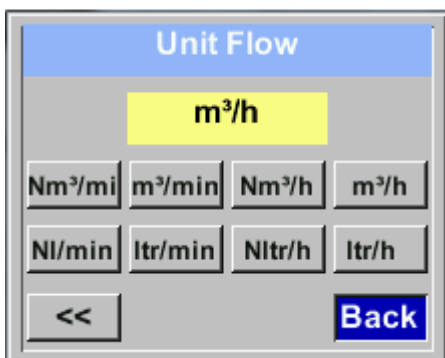 Unit Flow
m³/h
Nm³/mi m³/min Nm³/h m³/h
Nl/min ltr/min Nltr/h ltr/h
<< Back